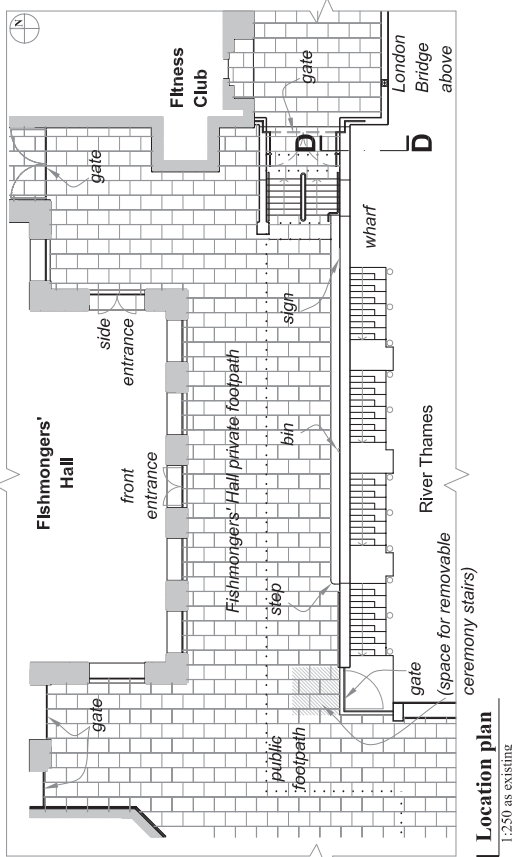 N
Fishmongers'
Hall
FItness
Club
gate
gate
side
entrance
front
entrance
gate
D
D
London
Bridge
above
Fishmongers' Hall private footpath
sign
bin
step
wharf
public
footpath
River Thames
gate
(space for removable
ceremony stairs)
Location plan
1:250 as existing